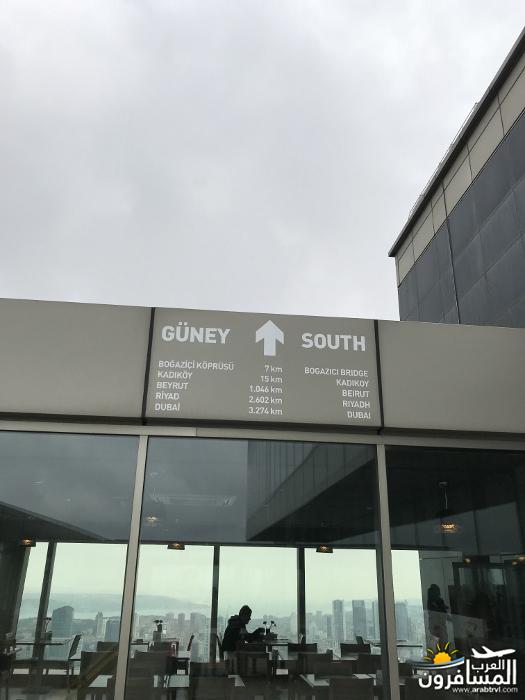 GÜNEY ↑ SOUTH
BOĞAZİÇİ KÖPRÜSÜ 7 km BOGAZICI BRIDGE
KADIKÖY 15 km KADIKOY
BEYRUT 1.046 km BEIRUT
RİYAD 2.602 km RIYADH
DUBAİ 3.274 km DUBAI
العرب
المسافرون
www.arabtrvl.com